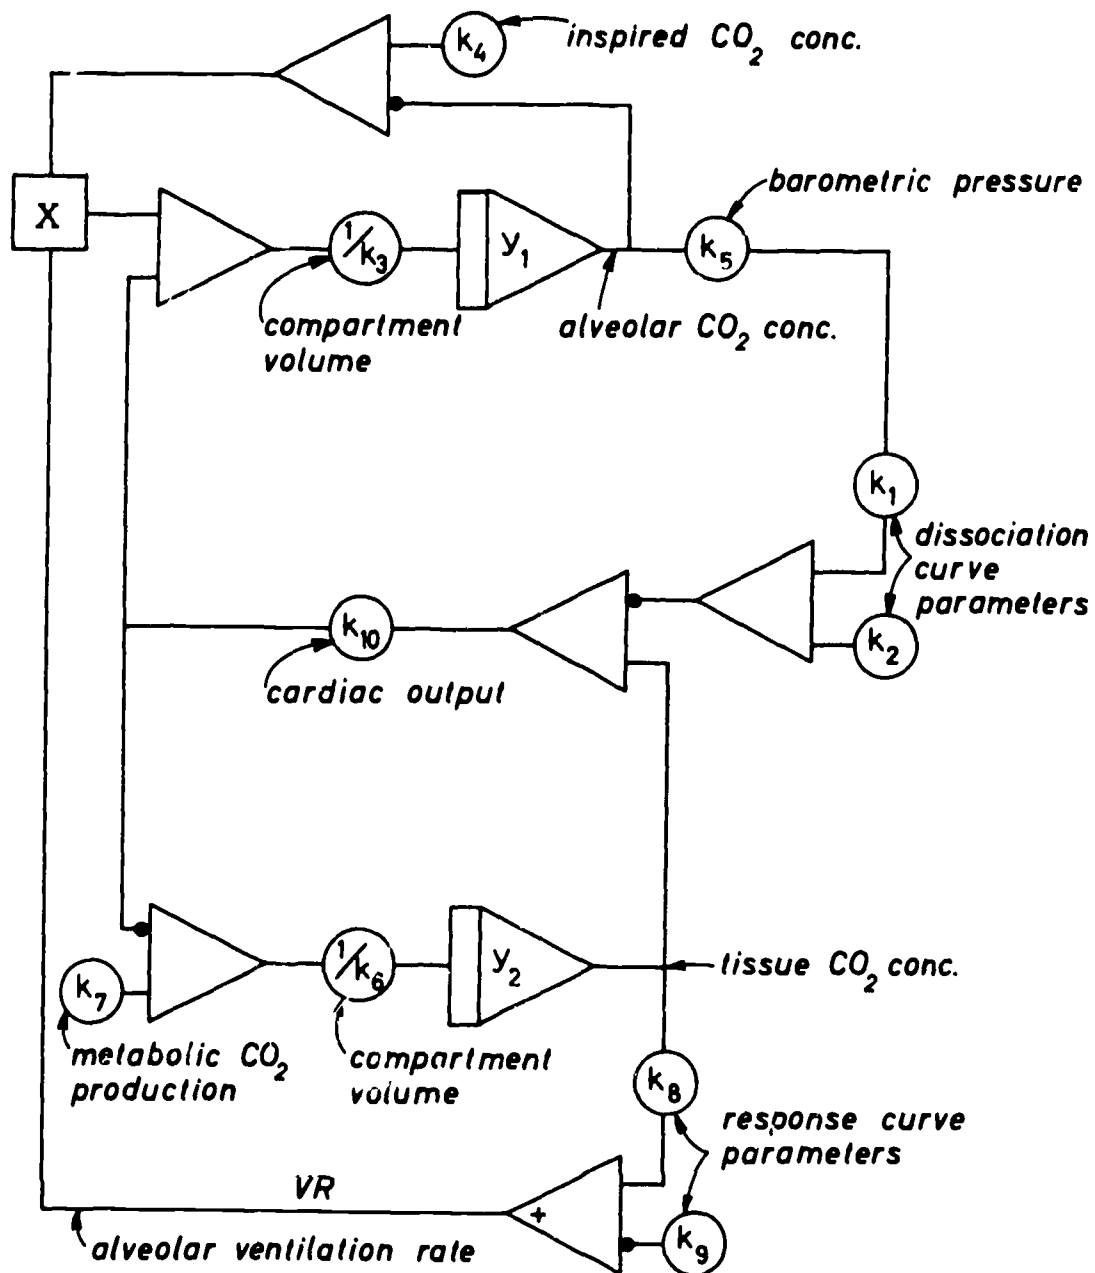 k₄
inspired CO₂ conc.
X
barometric pressure
1/k₃
y₁
k₅
compartment
volume
alveolar CO₂ conc.
k₁
dissociation
curve
parameters
k₁₀
k₂
cardiac output
y₂
1/k₆
tissue CO₂ conc.
k₇
metabolic CO₂
production
compartment
volume
k₈
response curve
parameters
VR
+
k₉
alveolar ventilation rate